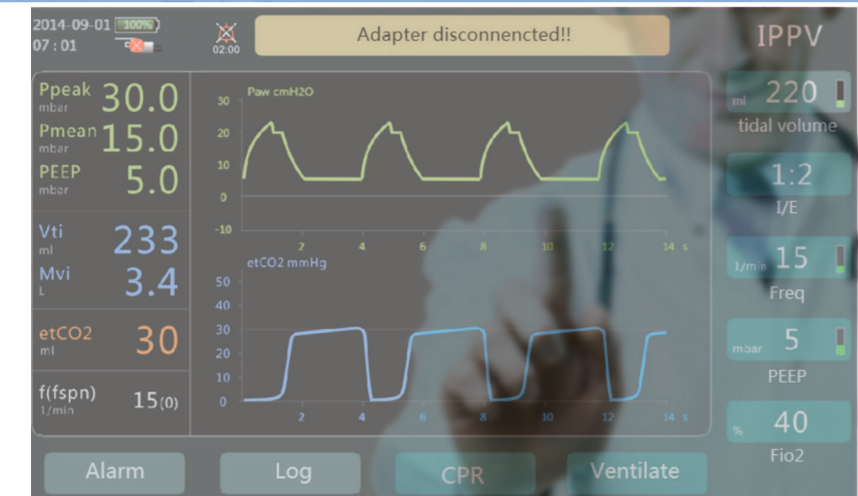 2014-09-01 100%
07 : 01
02:00
Adapter disconnencted!!
IPPV
Ppeak 30.0
mbar
Pmean 15.0
mbar
PEEP 5.0
mbar
Vti 233
ml
Mvi 3.4
L
etCO2 30
ml
f(fspn) 15(0)
1/min
Paw cmH2O
30
20
10
0
-10
2 4 6 8 10 12 14 s
etCO2 mmHg
50
40
30
20
10
0
2 4 6 8 10 12 14 s
ml 220
tidal volume
1:2
I/E
1/min 15
Freq
mbar 5
PEEP
% 40
Fio2
Alarm Log CPR Ventilate